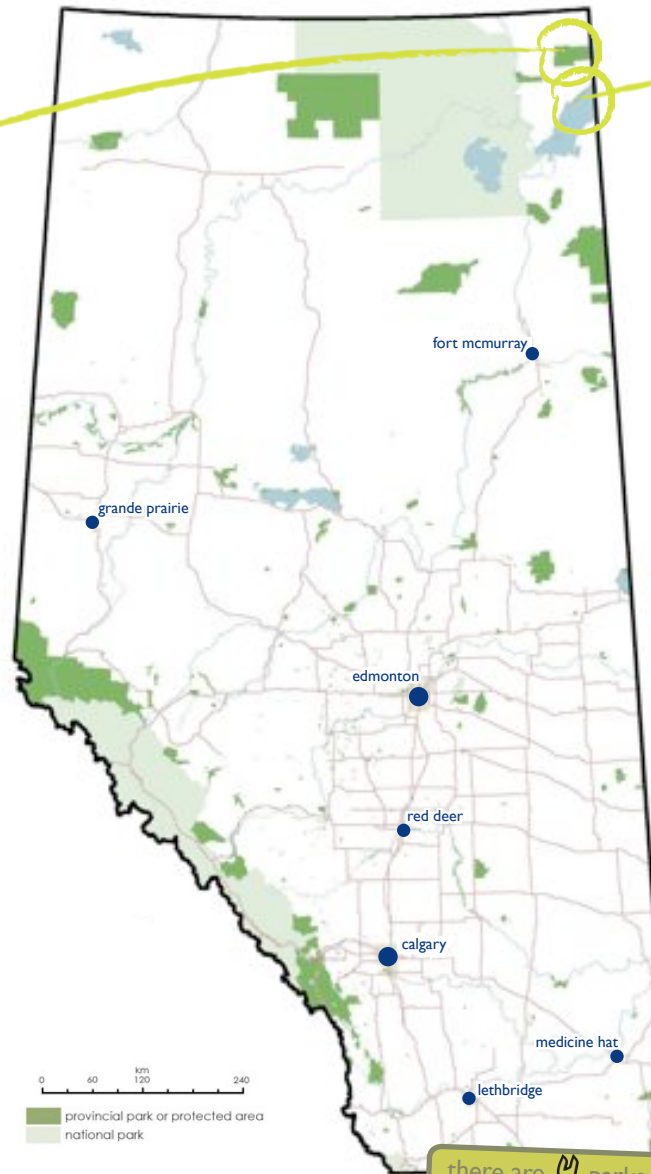 fort mcmurray
grande prairie
edmonton
red deer
calgary
medicine hat
lethbridge
km
0 60 120 240
provincial park or protected area
national park
there are